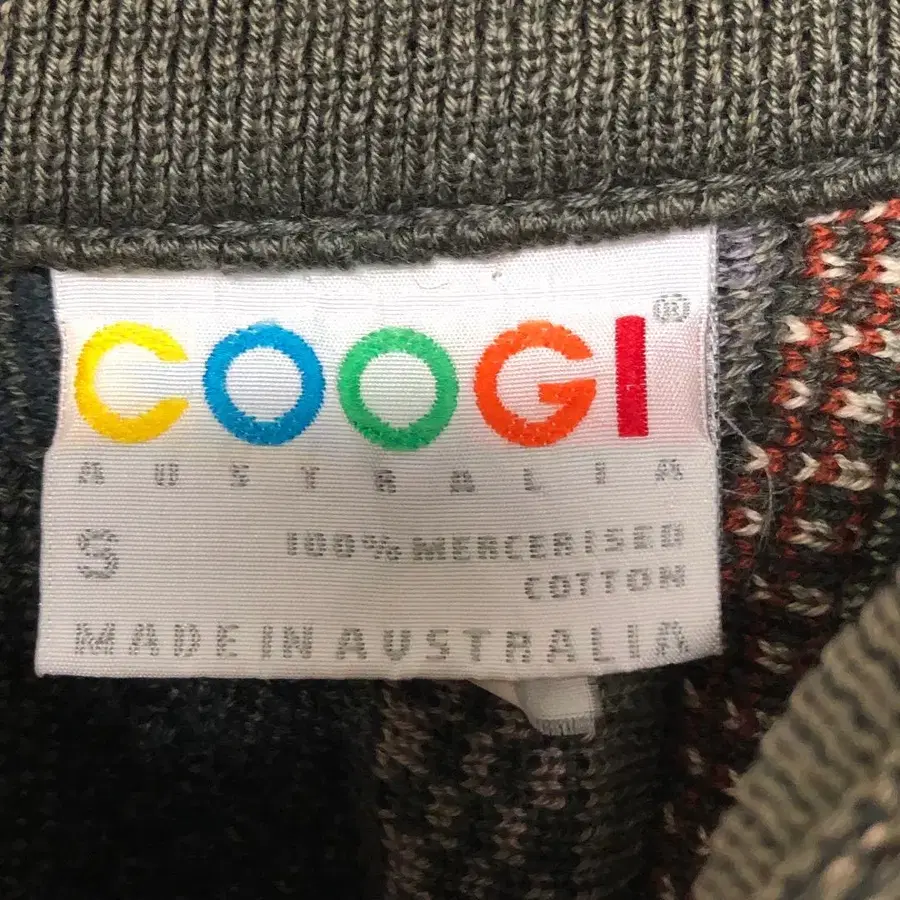 COOGI®
AUSTRALIA
S
100% MERCERISED
COTTON
MADE IN AUSTRALIA